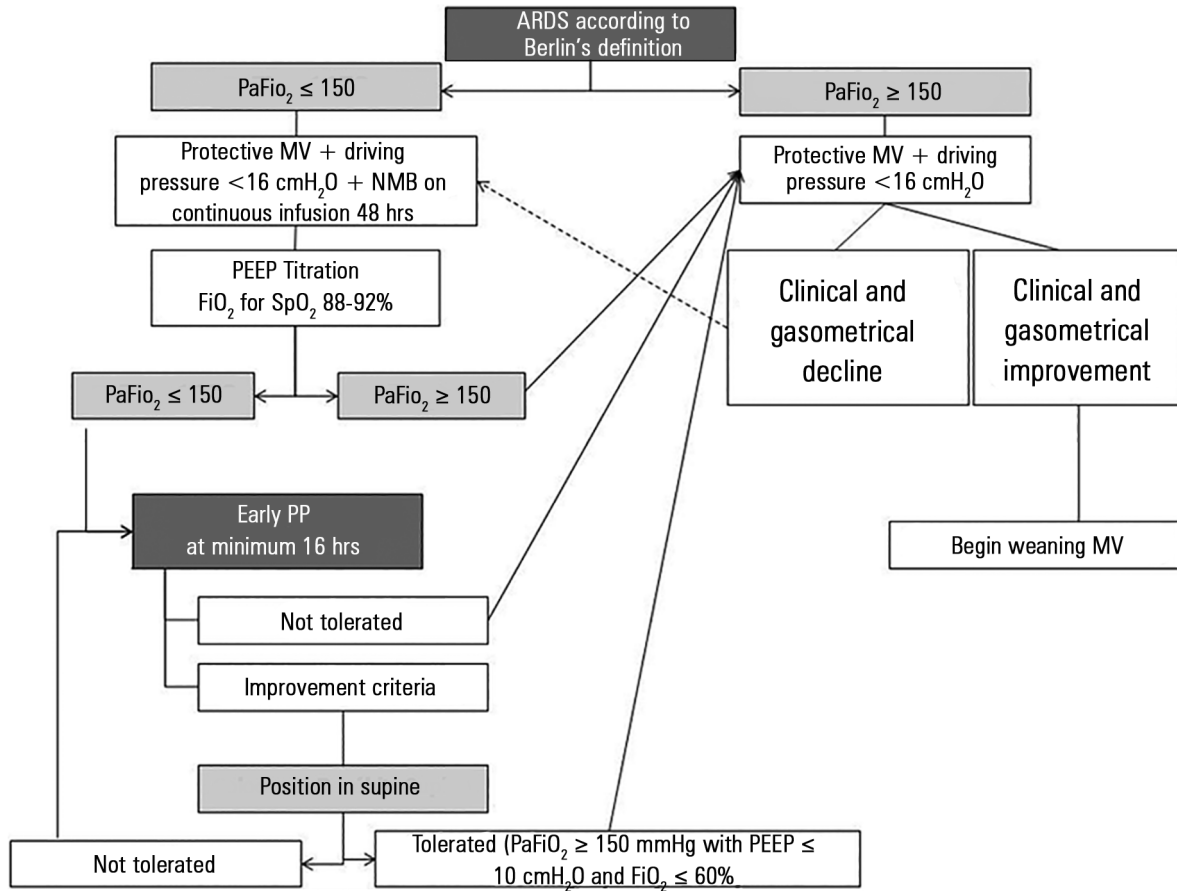 ARDS according to
Berlin's definition
PaFio₂ ≤ 150
PaFio₂ ≥ 150
Protective MV + driving
pressure <16 cmH₂O + NMB on
continuous infusion 48 hrs
Protective MV + driving
pressure <16 cmH₂O
PEEP Titration
FiO₂ for SpO₂ 88-92%
Clinical and
gasometrical
decline
Clinical and
gasometrical
improvement
PaFio₂ ≤ 150
PaFio₂ ≥ 150
Early PP
at minimum 16 hrs
Begin weaning MV
Not tolerated
Improvement criteria
Position in supine
Not tolerated
Tolerated (PaFiO₂ ≥ 150 mmHg with PEEP ≤
10 cmH₂O and FiO₂ ≤ 60%